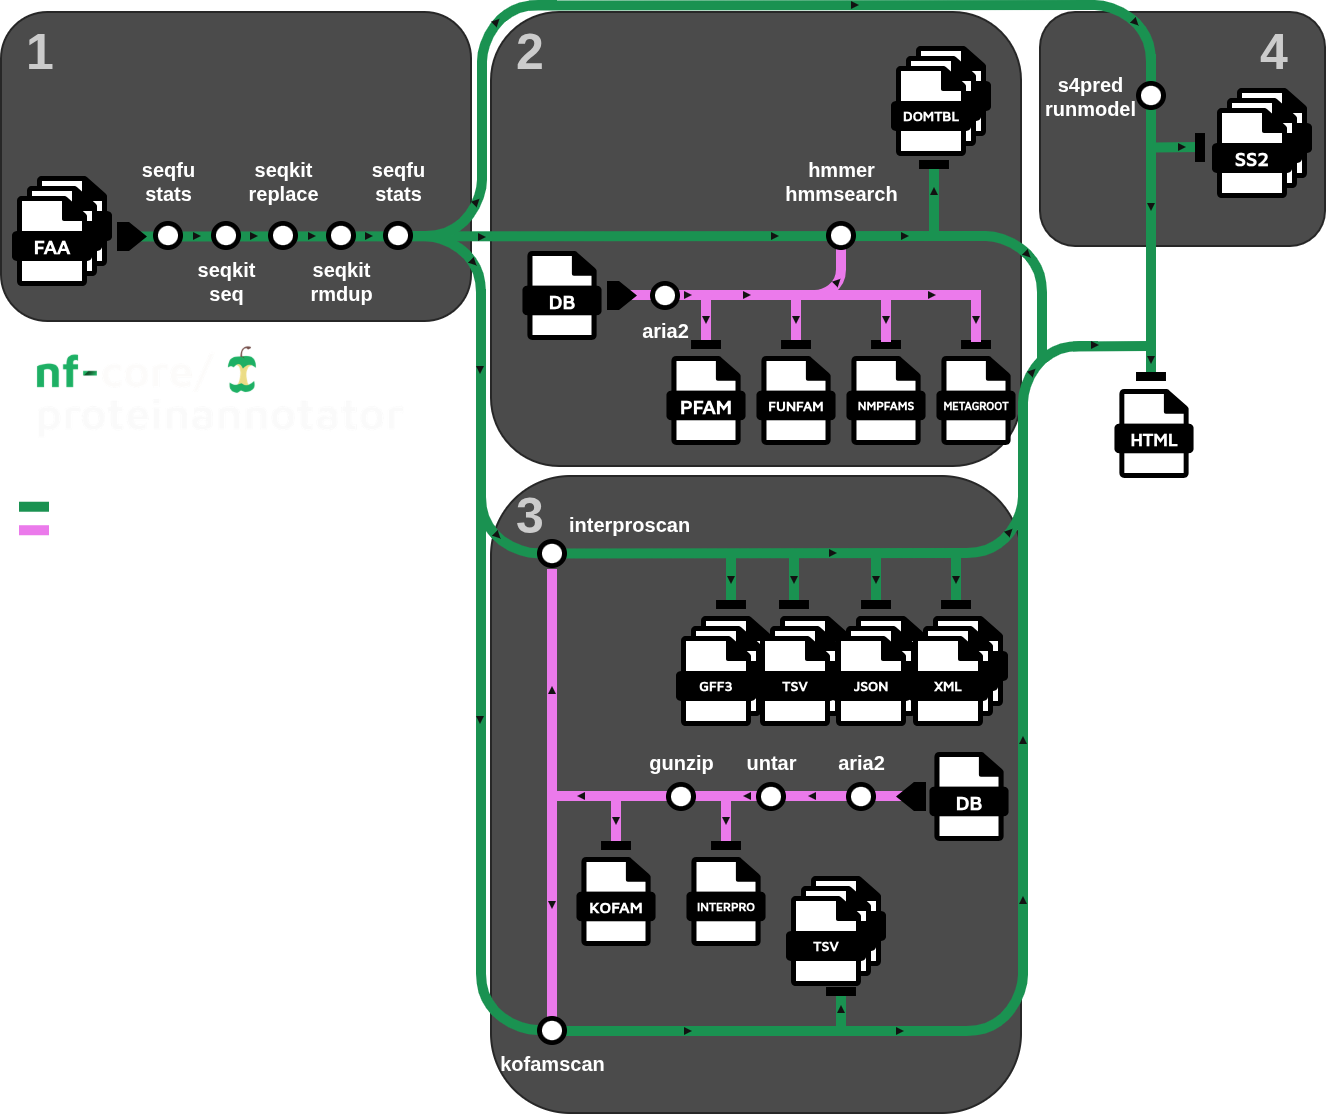 1
seqfu
stats
seqkit
replace
seqfu
stats
FAA
seqkit
seq
seqkit
rmdup
nf-core/
proteinannotator
2
DOMTBL
hmmer
hmmsearch
DB
aria2
PFAM
FUNFAM
NMPFAMS
METAGROOT
3
interproscan
GFF3
TSV
JSON
XML
gunzip
untar
aria2
DB
KOFAM
INTERPRO
TSV
kofamscan
4
s4pred
runmodel
SS2
HTML